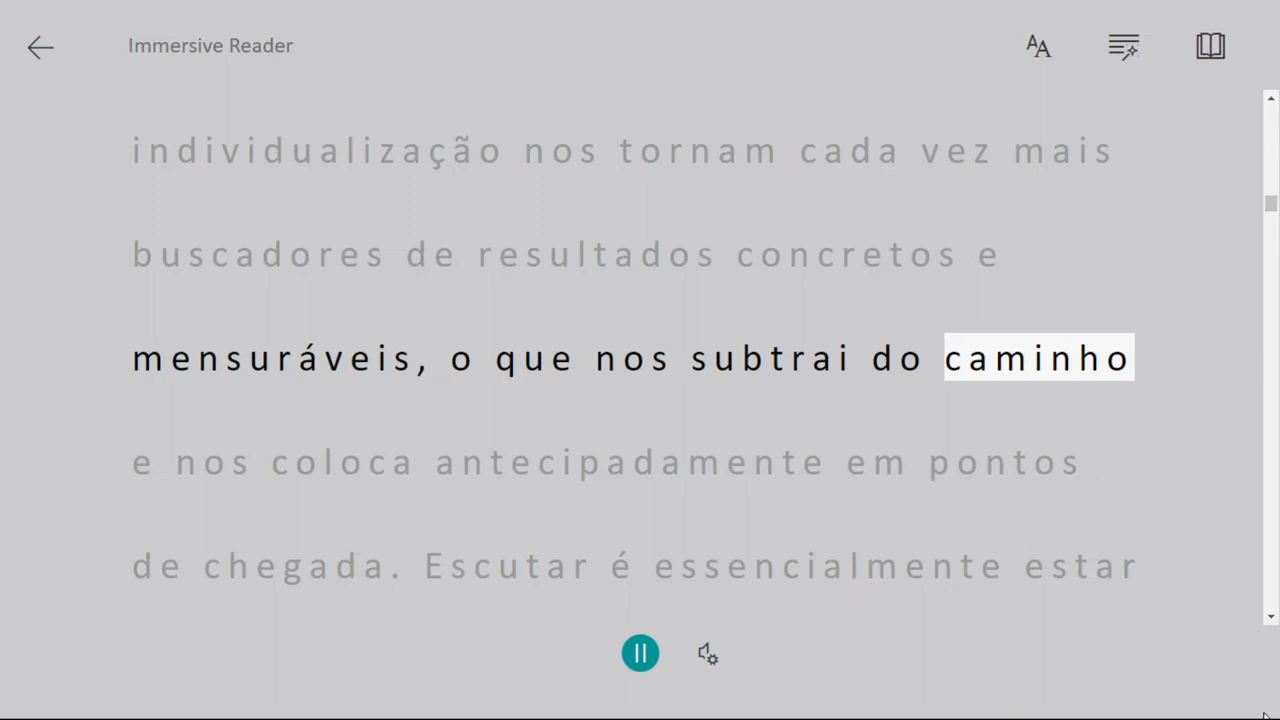 Immersive Reader
individualização nos tornam cada vez mais
buscadores de resultados concretos e
mensuráveis, o que nos subtrai do caminho
e nos coloca antecipadamente em pontos
de chegada. Escutar é essencialmente estar